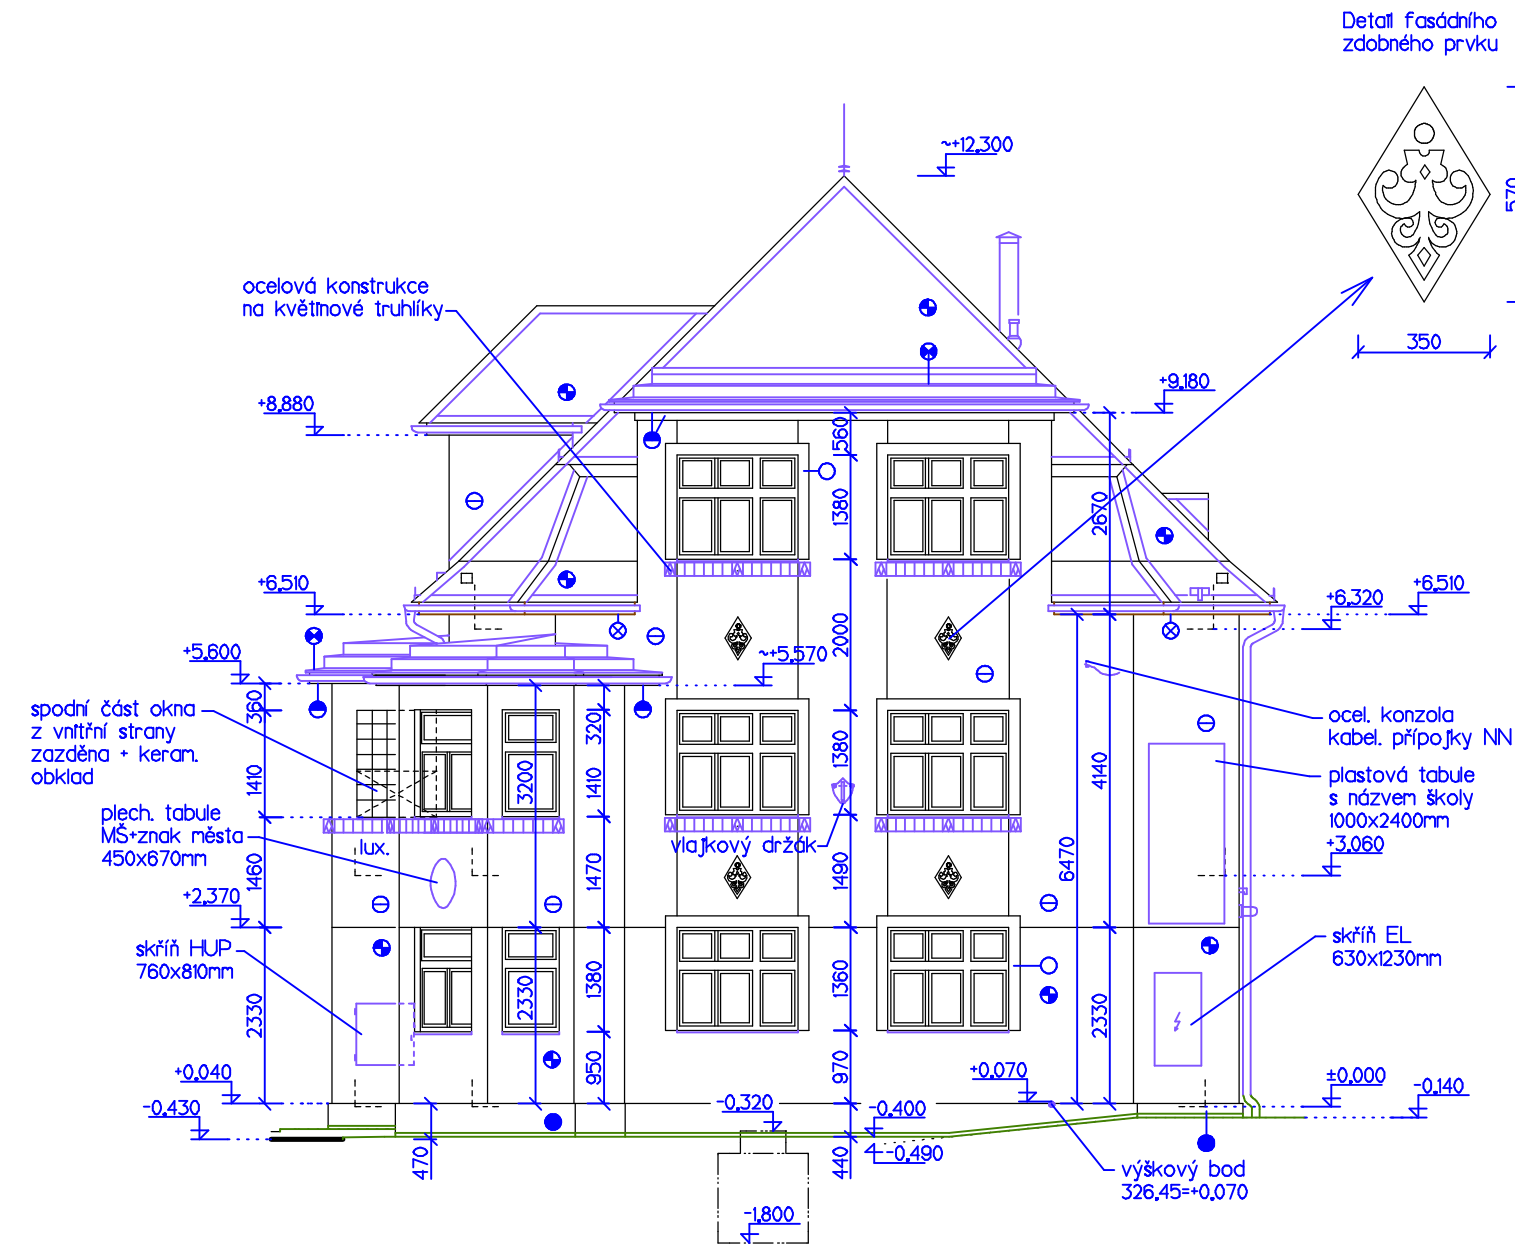 Detail fasádního
zdobného prvku
~+12,300
570
350
ocelová konstrukce
na květinové truhlíky
+8,880
+9,180
560
1380
2670
+6,510
+6,320
+6,510
2000
+5,600
~+5,570
spodní část okna
z vnitřní strany
zazděna + keram.
obklad
360
320
1410
3200
1410
1380
4140
ocel. konzola
kabel. přípojky NN
plastová tabule
s názvem školy
1000x2400mm
plech. tabule
MŠ+znak města
450x670mm
lux.
vlajkový držák
+3,060
1460
1470
1490
6470
+2,370
skříň HUP
760x810mm
skříň EL
630x1230mm
2330
2330
1380
1360
2330
950
970
+0,040
+0,070
±0,000
-0,140
-0,430
-0,320
-0,400
-0,490
470
440
výškový bod
326,45=+0,070
-1,800